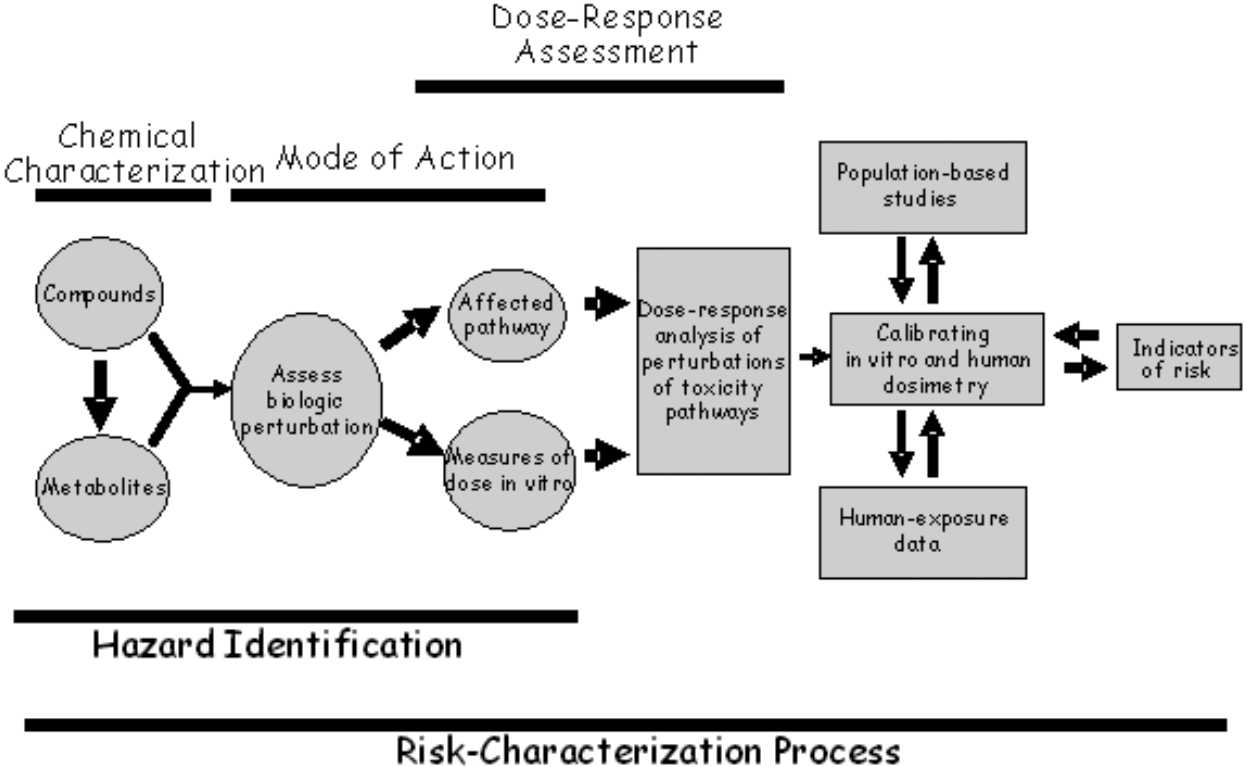 Dose-Response
Assessment
Chemical
Characterization
Mode of Action
Compounds
Metabolites
Assess
biologic
perturbation
Affected
pathway
Measures of
dose in vitro
Dose-response
analysis of
perturbations
of toxicity
pathways
Population-based
studies
Calibrating
in vitro and human
dosimetry
Indicators
of risk
Human-exposure
data
Hazard Identification
Risk-Characterization Process